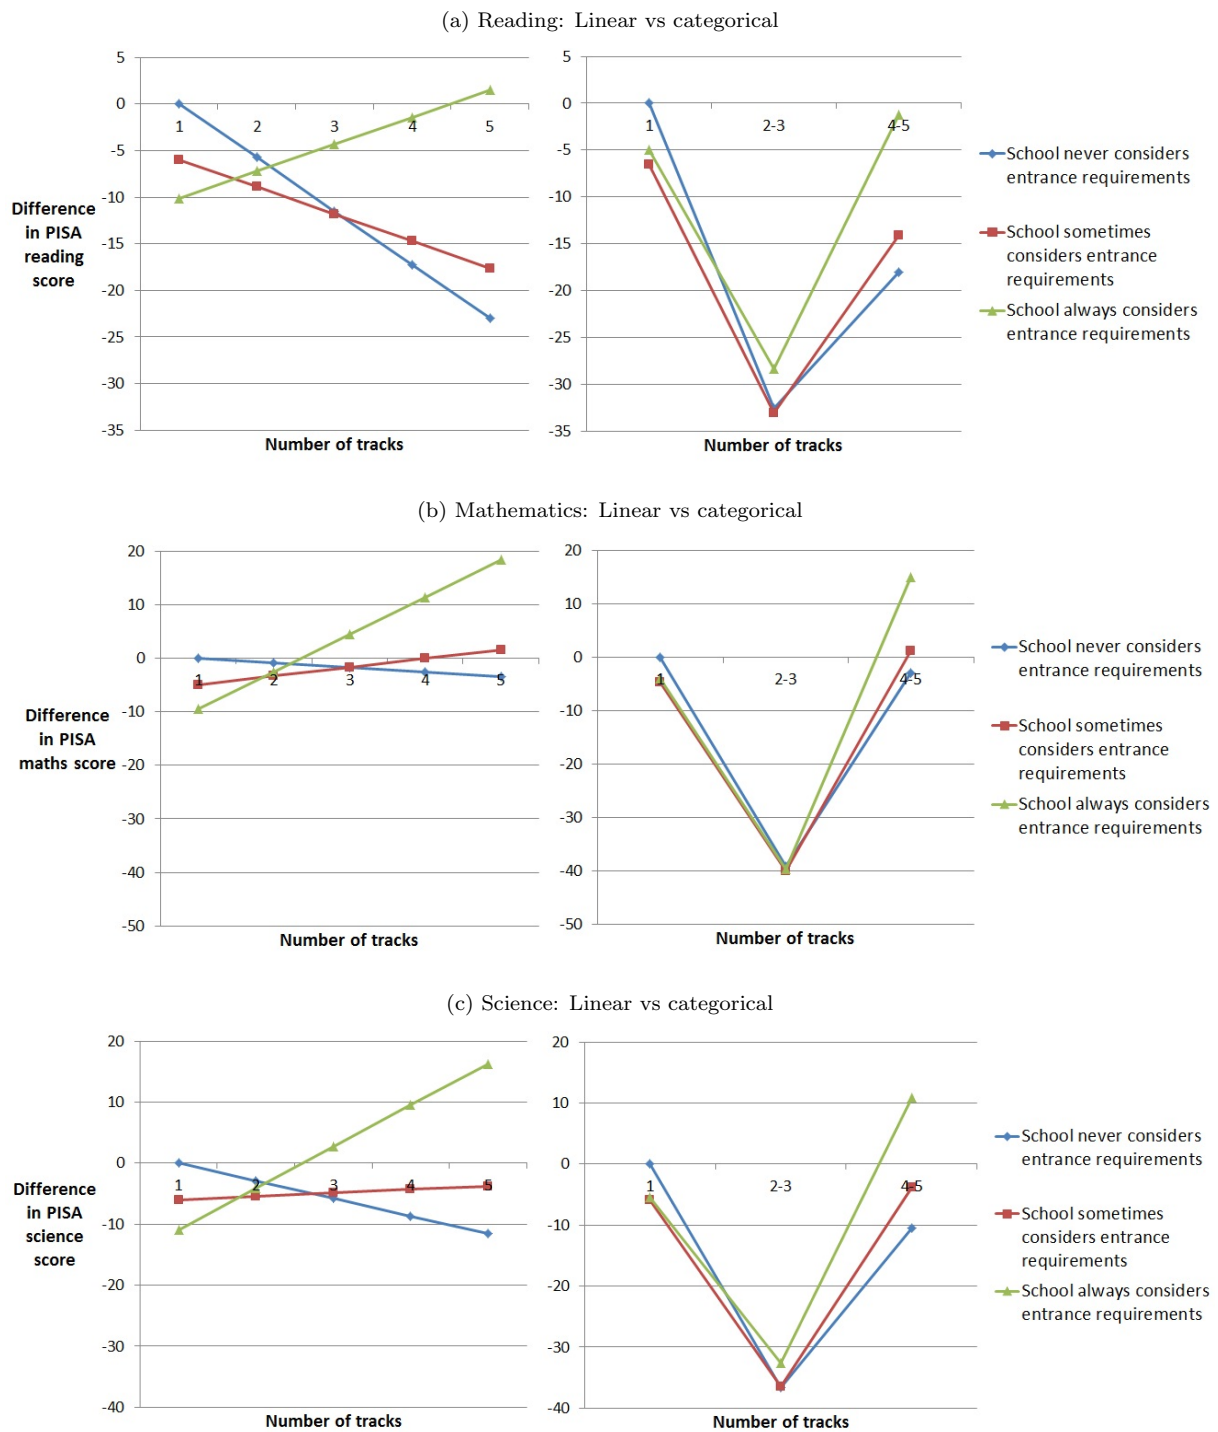 (a) Reading: Linear vs categorical
5
0
-5
-10
-15
-20
-25
-30
-35
1 2 3 4 5
Difference
in PISA
reading
score
Number of tracks
5
0
-5
-10
-15
-20
-25
-30
-35
1 2-3 4-5
Number of tracks
School never considers
entrance requirements
School sometimes
considers entrance
requirements
School always considers
entrance requirements
(b) Mathematics: Linear vs categorical
20
10
0
-10
-20
-30
-40
-50
1 2 3 4 5
Difference
in PISA
maths score
Number of tracks
20
10
0
-10
-20
-30
-40
-50
1 2-3 4-5
Number of tracks
School never considers
entrance requirements
School sometimes
considers entrance
requirements
School always considers
entrance requirements
(c) Science: Linear vs categorical
20
10
0
-10
-20
-30
-40
1 2 3 4 5
Difference
in PISA
science
score
Number of tracks
20
10
0
-10
-20
-30
-40
1 2-3 4-5
Number of tracks
School never considers
entrance requirements
School sometimes
considers entrance
requirements
School always considers
entrance requirements